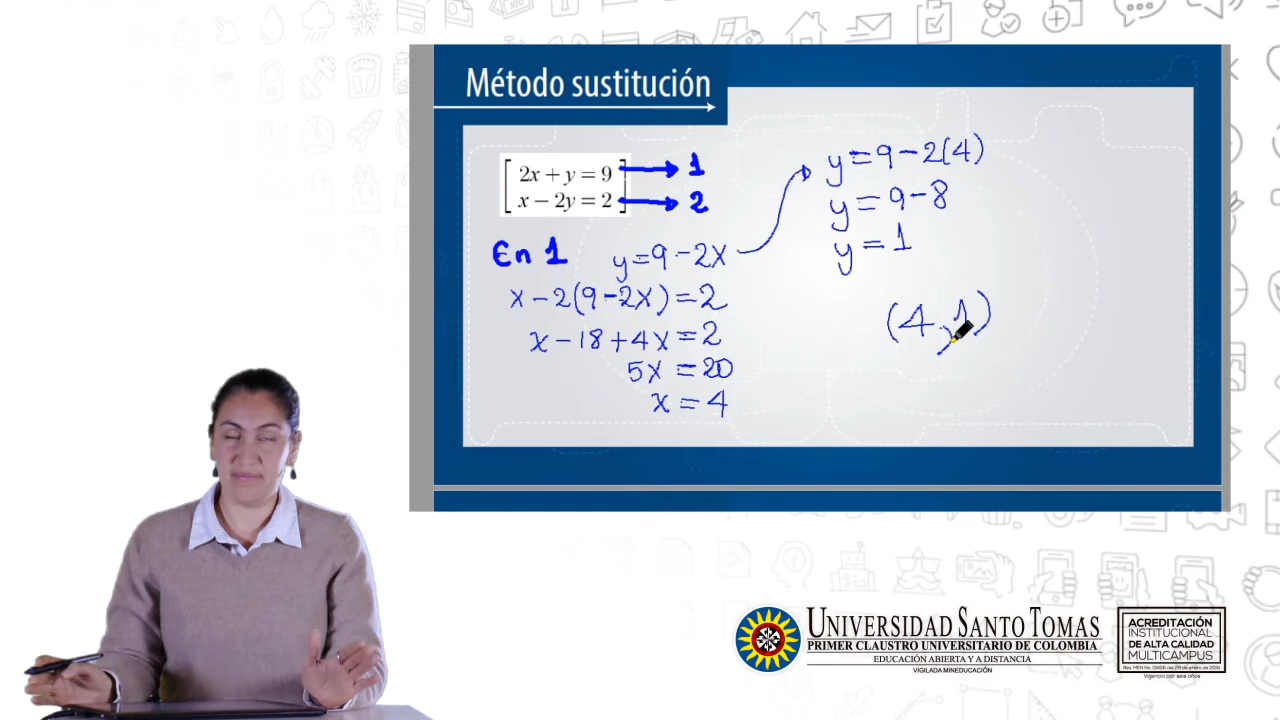 Método sustitución
2x + y = 9 → 1
x − 2y = 2 → 2
En 1 y=9-2x
x-2(9-2x)=2
x-18+4x=2
5x=20
x=4
y=9-2(4)
y=9-8
y=1
(4,1)
UNIVERSIDAD SANTO TOMAS
PRIMER CLAUSTRO UNIVERSITARIO DE COLOMBIA
EDUCACIÓN ABIERTA Y A DISTANCIA
VIGILADA MINEDUCACIÓN
ACREDITACIÓN
INSTITUCIONAL
DE ALTA CALIDAD
MULTICAMPUS